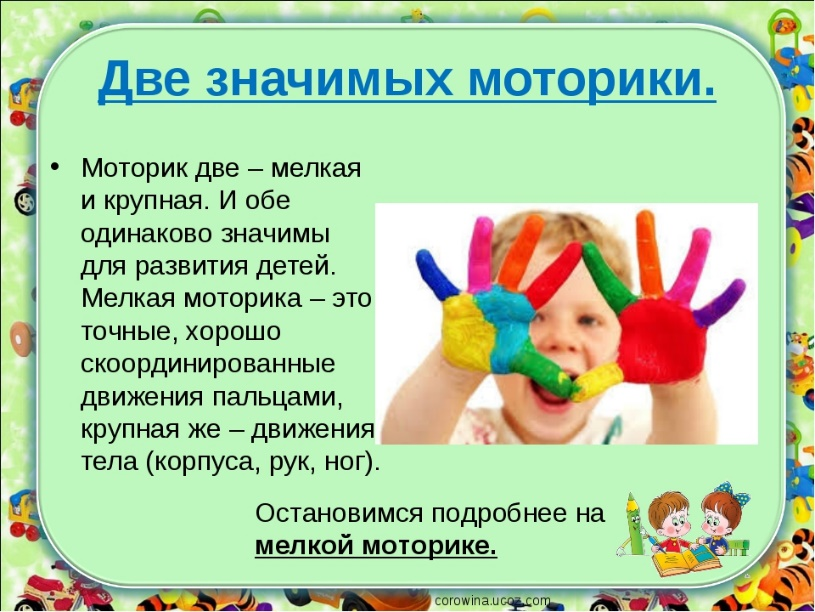 Две значимых моторики.
• Моторик две – мелкая
и крупная. И обе
одинаково значимы
для развития детей.
Мелкая моторика – это
точные, хорошо
скоординированные
движения пальцами,
крупная же – движения
тела (корпуса, рук, ног).
Остановимся подробнее на
мелкой моторике.
corowina.ucoz.com